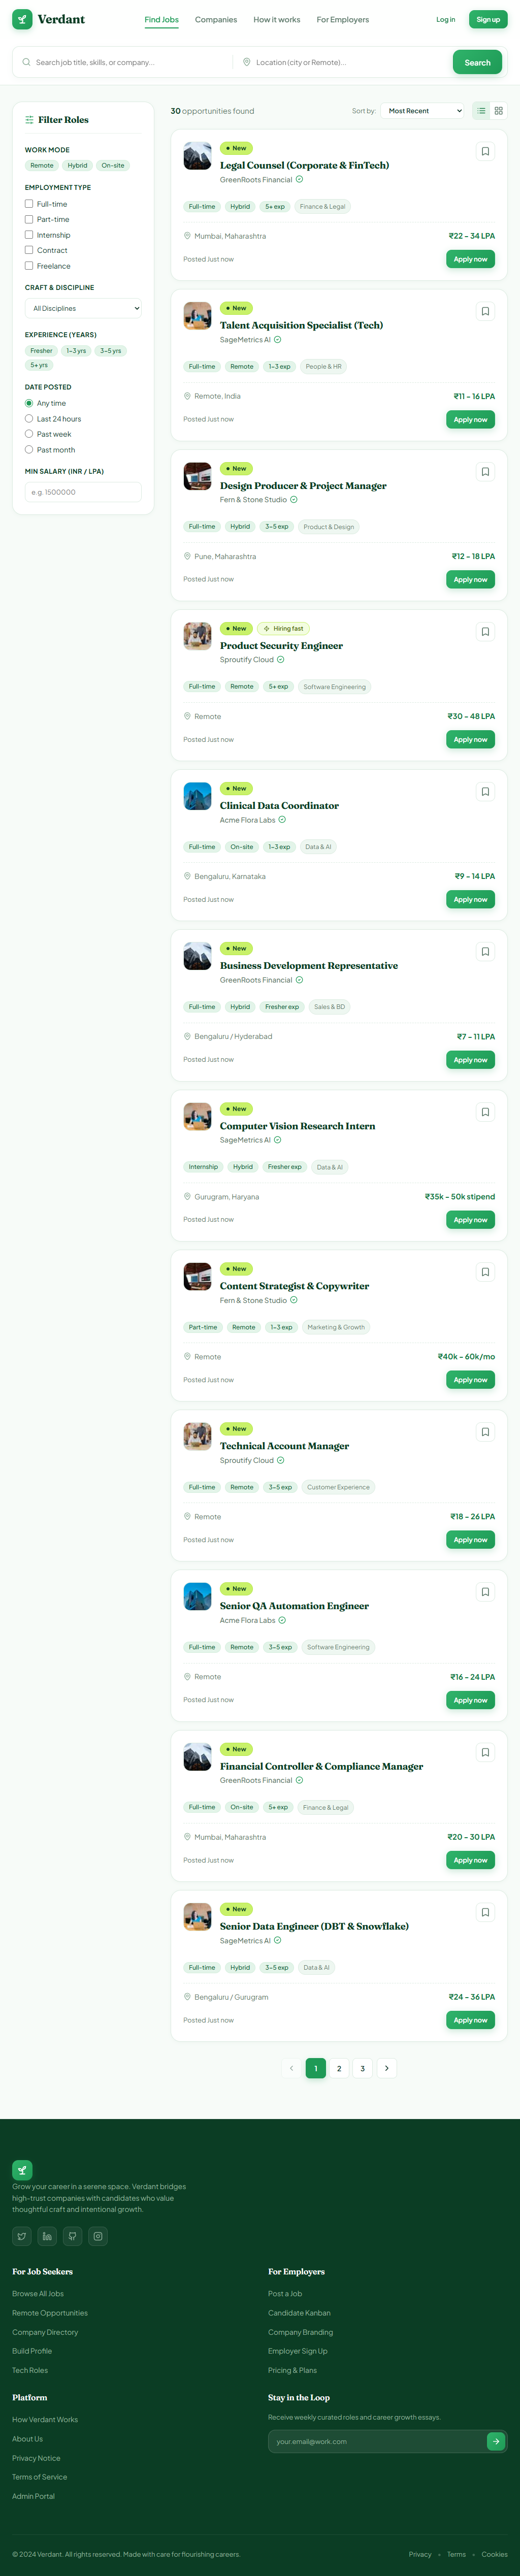 Verdant
Find Jobs
Companies
How it works
For Employers
Log in
Sign up
Search job title, skills, or company...
Location (city or Remote)...
Search
Filter Roles
WORK MODE
Remote
Hybrid
On-site
EMPLOYMENT TYPE
Full-time
Part-time
Internship
Contract
Freelance
CRAFT & DISCIPLINE
All Disciplines
EXPERIENCE (YEARS)
Fresher
1–3 yrs
3–5 yrs
5+ yrs
DATE POSTED
Any time
Last 24 hours
Past week
Past month
MIN SALARY (INR / LPA)
e.g. 1500000
30 opportunities found
Sort by:
Most Recent
New
Legal Counsel (Corporate & FinTech)
GreenRoots Financial
Full-time
Hybrid
5+ exp
Finance & Legal
Mumbai, Maharashtra
₹22 – 34 LPA
Posted Just now
Apply now
New
Talent Acquisition Specialist (Tech)
SageMetrics AI
Full-time
Remote
1–3 exp
People & HR
Remote, India
₹11 – 16 LPA
Posted Just now
Apply now
New
Design Producer & Project Manager
Fern & Stone Studio
Full-time
Hybrid
3–5 exp
Product & Design
Pune, Maharashtra
₹12 – 18 LPA
Posted Just now
Apply now
New
Hiring fast
Product Security Engineer
Sproutify Cloud
Full-time
Remote
5+ exp
Software Engineering
Remote
₹30 – 48 LPA
Posted Just now
Apply now
New
Clinical Data Coordinator
Acme Flora Labs
Full-time
On-site
1–3 exp
Data & AI
Bengaluru, Karnataka
₹9 – 14 LPA
Posted Just now
Apply now
New
Business Development Representative
GreenRoots Financial
Full-time
Hybrid
Fresher exp
Sales & BD
Bengaluru / Hyderabad
₹7 – 11 LPA
Posted Just now
Apply now
New
Computer Vision Research Intern
SageMetrics AI
Internship
Hybrid
Fresher exp
Data & AI
Gurugram, Haryana
₹35k – 50k stipend
Posted Just now
Apply now
New
Content Strategist & Copywriter
Fern & Stone Studio
Part-time
Remote
1–3 exp
Marketing & Growth
Remote
₹40k – 60k/mo
Posted Just now
Apply now
New
Technical Account Manager
Sproutify Cloud
Full-time
Remote
3–5 exp
Customer Experience
Remote
₹18 – 26 LPA
Posted Just now
Apply now
New
Senior QA Automation Engineer
Acme Flora Labs
Full-time
Remote
3–5 exp
Software Engineering
Remote
₹16 – 24 LPA
Posted Just now
Apply now
New
Financial Controller & Compliance Manager
GreenRoots Financial
Full-time
On-site
5+ exp
Finance & Legal
Mumbai, Maharashtra
₹20 – 30 LPA
Posted Just now
Apply now
New
Senior Data Engineer (DBT & Snowflake)
SageMetrics AI
Full-time
Hybrid
3–5 exp
Data & AI
Bengaluru / Gurugram
₹24 – 36 LPA
Posted Just now
Apply now
1
2
3
Grow your career in a serene space. Verdant bridges
high-trust companies with candidates who value
thoughtful craft and intentional growth.
For Job Seekers
Browse All Jobs
Remote Opportunities
Company Directory
Build Profile
Tech Roles
For Employers
Post a Job
Candidate Kanban
Company Branding
Employer Sign Up
Pricing & Plans
Platform
How Verdant Works
About Us
Privacy Notice
Terms of Service
Admin Portal
Stay in the Loop
Receive weekly curated roles and career growth essays.
your.email@work.com
© 2024 Verdant. All rights reserved. Made with care for flourishing careers.
Privacy • Terms • Cookies